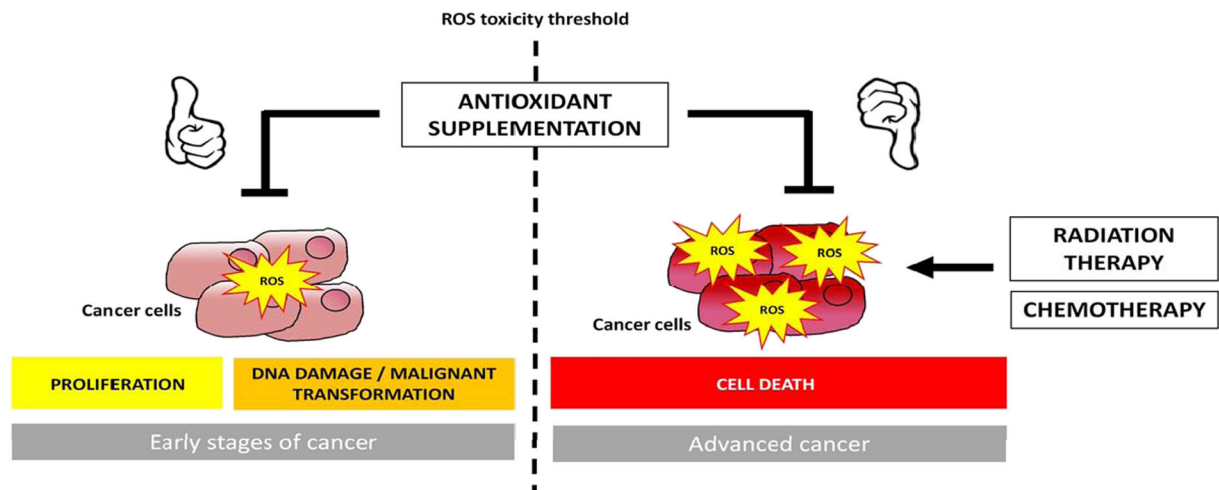 ROS toxicity threshold
ANTIOXIDANT
SUPPLEMENTATION
ROS
Cancer cells
ROS
ROS
ROS
Cancer cells
RADIATION
THERAPY
CHEMOTHERAPY
PROLIFERATION
DNA DAMAGE / MALIGNANT
TRANSFORMATION
CELL DEATH
Early stages of cancer
Advanced cancer